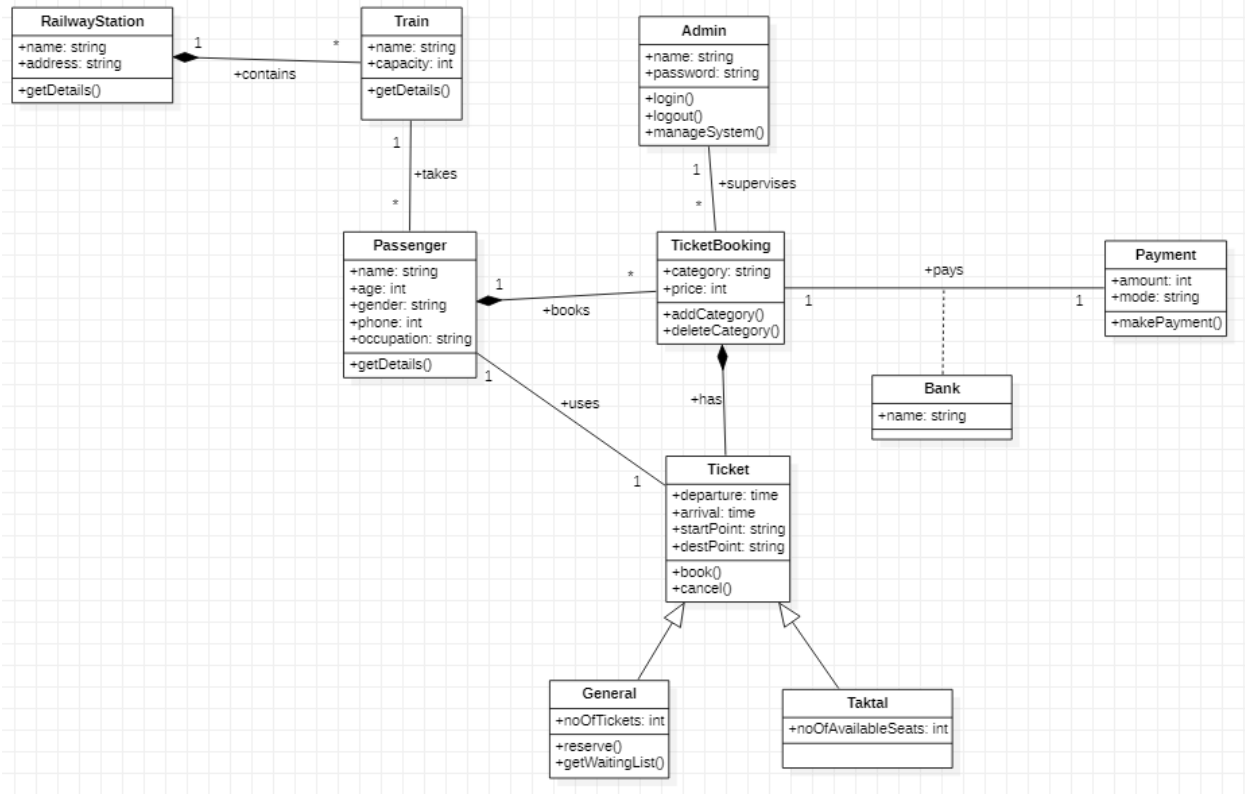 RailwayStation
+name: string
+address: string
+getDetails()
1
*
+contains
Train
+name: string
+capacity: int
+getDetails()
Admin
+name: string
+password: string
+login()
+logout()
+manageSystem()
1
+takes
*
1
+supervises
*
Passenger
+name: string
+age: int
+gender: string
+phone: int
+occupation: string
+getDetails()
1
*
+books
TicketBooking
+category: string
+price: int
+addCategory()
+deleteCategory()
+pays
1
1
Payment
+amount: int
+mode: string
+makePayment()
Bank
+name: string
1
+uses
1
+has
Ticket
+departure: time
+arrival: time
+startPoint: string
+destPoint: string
+book()
+cancel()
General
+noOfTickets: int
+reserve()
+getWaitingList()
Taktal
+noOfAvailableSeats: int